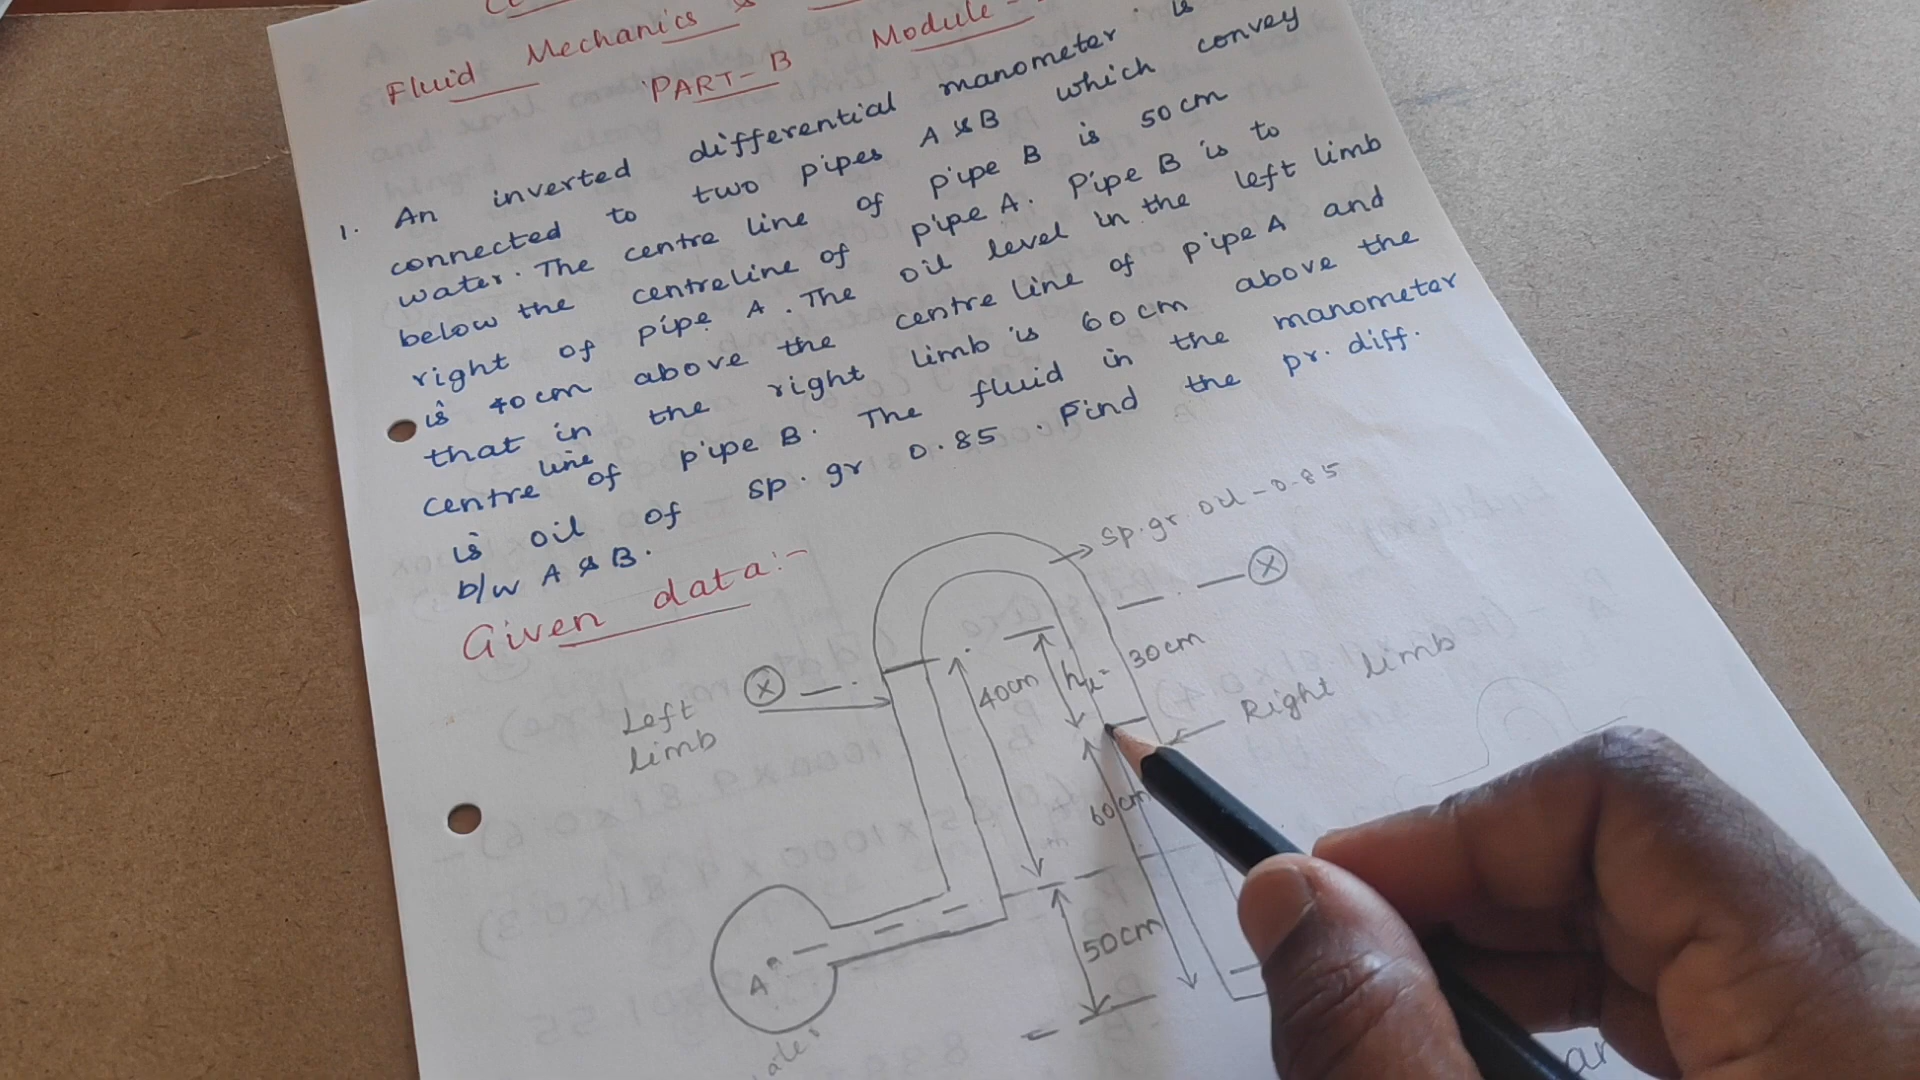 Fluid Mechanics &
PART-B Module-
1. An inverted differential manometer is
connected to two pipes A & B which convey
water. The centre line of pipe B is 50 cm
below the centreline of pipe A. Pipe B is to
right of pipe A. The oil level in the left limb
is 40 cm above the centre line of pipe A and
that in the right limb is 60 cm above the
centre line of pipe B. The fluid in the manometer
is oil of sp. gr 0.85. Find the pr. diff.
b/w A & B.
Given data:-
sp.gr. oil - 0.85
X
X
Left
limb
40cm
30cm
Right limb
60cm
50cm
A